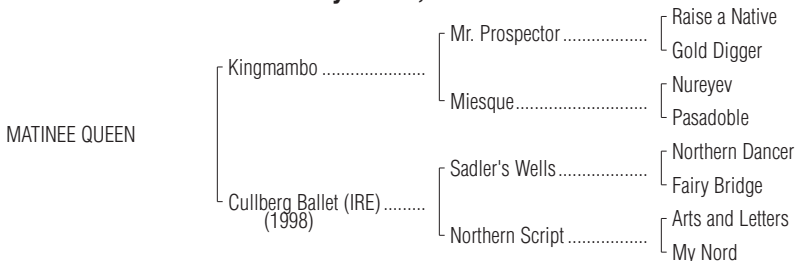 Raise a Native
Mr. Prospector
Gold Digger
Kingmambo
Nureyev
Miesque
Pasadoble
MATINEE QUEEN
Northern Dancer
Sadler's Wells
Fairy Bridge
Cullberg Ballet (IRE)
(1998)
Arts and Letters
Northern Script
My Nord